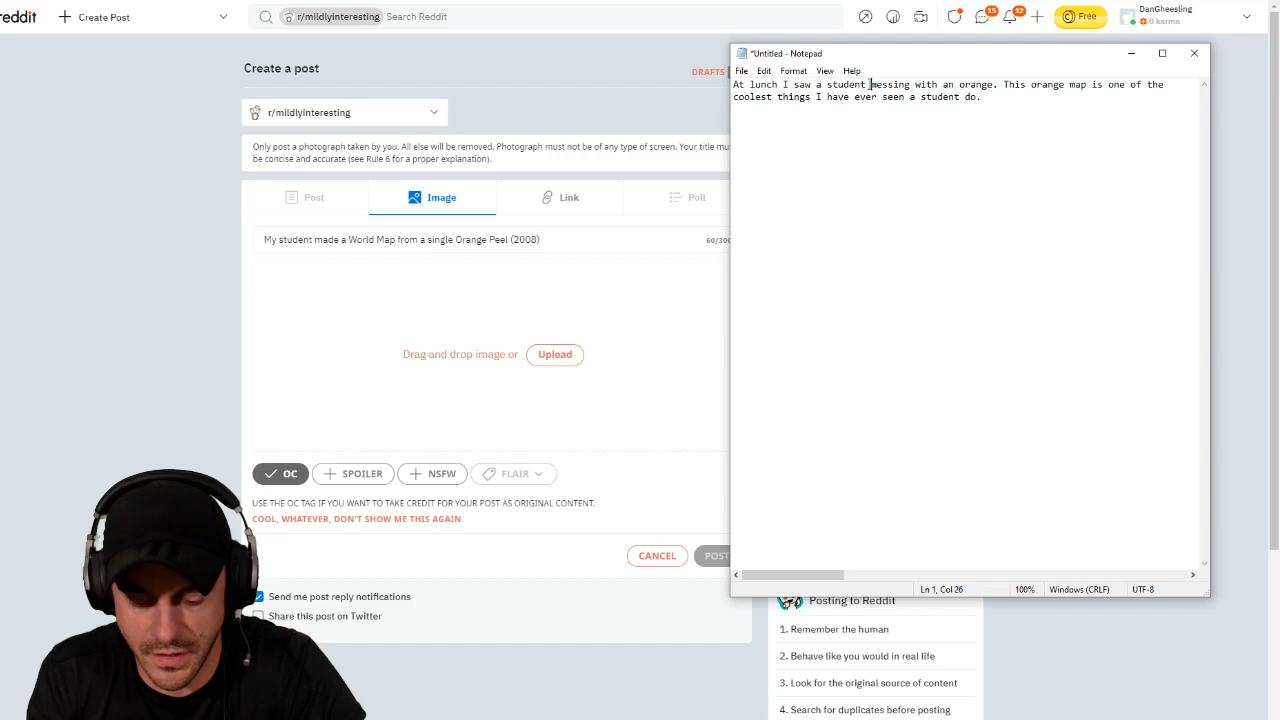 reddit
Create Post
r/mildlyinteresting
Search Reddit
15
12
Free
DanGheesling
0 karma
Create a post
DRAFTS
r/mildlyinteresting
Only post a photograph taken by you. All else will be removed. Photograph must not be of any type of screen. Your title mu
be concise and accurate (see Rule 6 for a proper explanation).
Post
Image
Link
Poll
My student made a World Map from a single Orange Peel (2008)
60/300
Drag and drop image or
Upload
OC
SPOILER
NSFW
FLAIR
USE THE OC TAG IF YOU WANT TO TAKE CREDIT FOR YOUR POST AS ORIGINAL CONTENT.
COOL, WHATEVER, DON'T SHOW ME THIS AGAIN.
CANCEL
POST
Send me post reply notifications
Share this post on Twitter
*Untitled - Notepad
File Edit Format View Help
At lunch I saw a student messing with an orange. This orange map is one of the
coolest things I have ever seen a student do.
Ln 1, Col 26
100%
Windows (CRLF)
UTF-8
Posting to Reddit
1. Remember the human
2. Behave like you would in real life
3. Look for the original source of content
4. Search for duplicates before posting